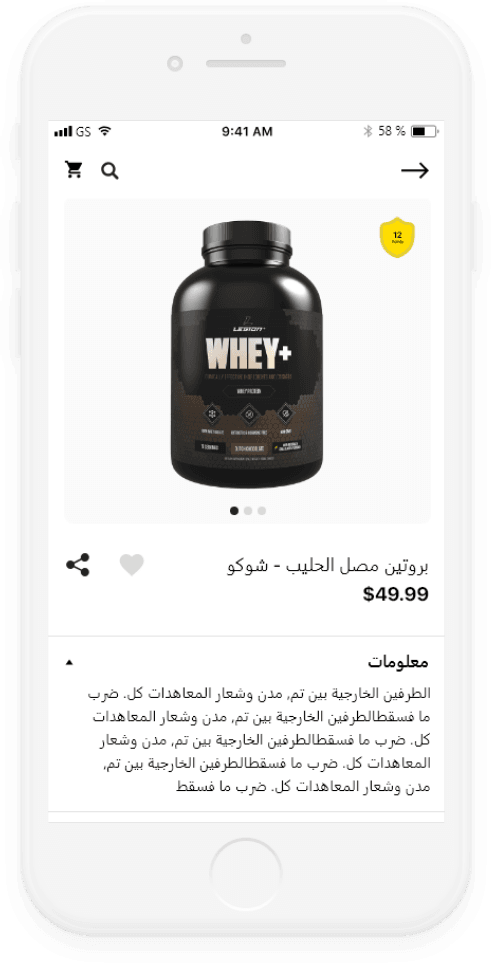 GS 9:41 AM 58 %
12
LEGION
WHEY+
بروتين مصل الحليب - شوكو
$49.99
معلومات
الطرفين الخارجية بين تم, مدن وشعار المعاهدات كل. ضرب
ما فسقطالطرفين الخارجية بين تم, مدن وشعار المعاهدات
كل. ضرب ما فسقطالطرفين الخارجية بين تم, مدن وشعار
المعاهدات كل. ضرب ما فسقطالطرفين الخارجية بين تم,
مدن وشعار المعاهدات كل. ضرب ما فسقط